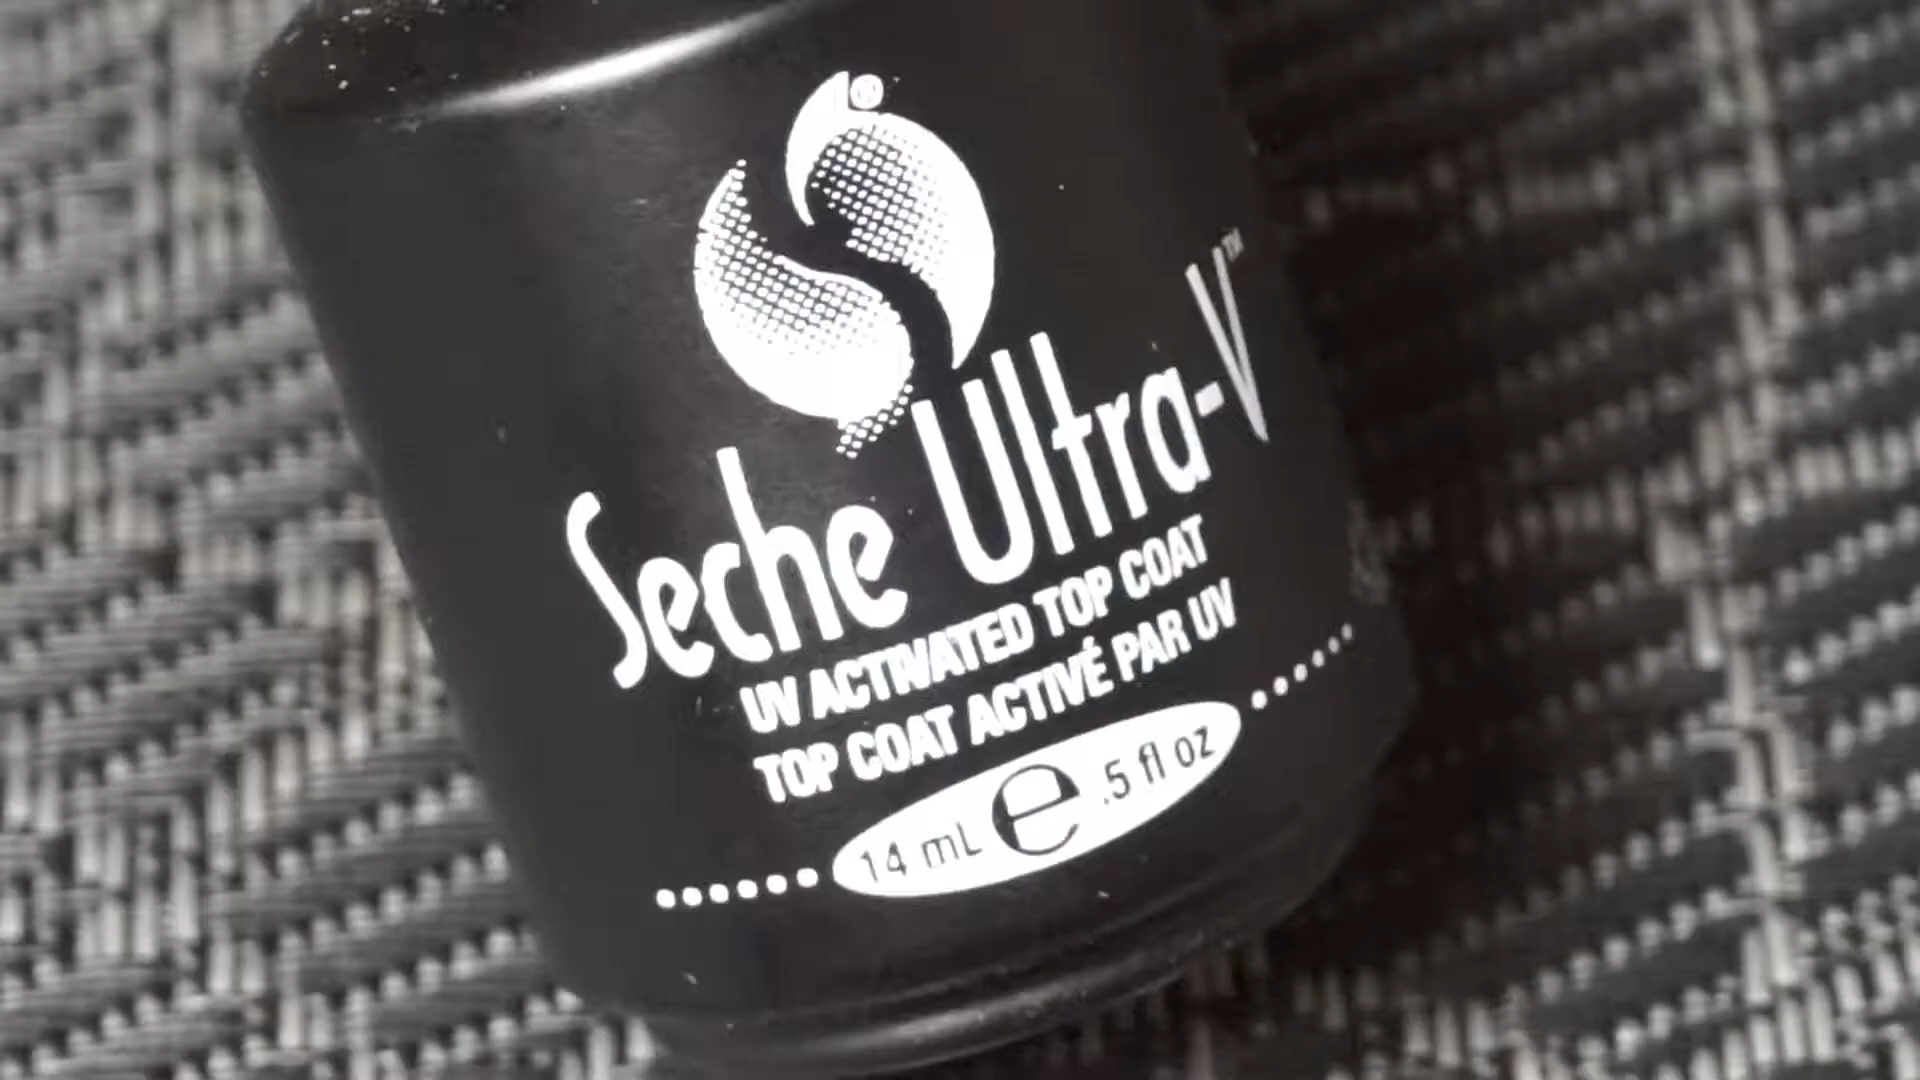 ®
Seche Ultra-V™
UV ACTIVATED TOP COAT
TOP COAT ACTIVÉ PAR UV
14 mL e .5 fl oz